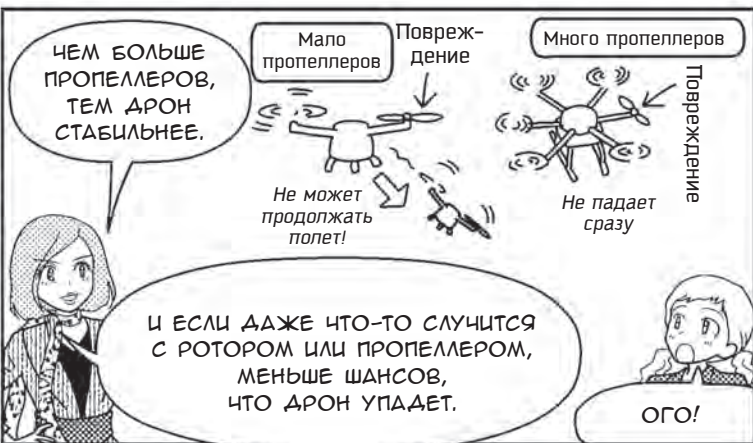 ЧЕМ БОЛЬШЕ
ПРОПЕЛЛЕРОВ,
ТЕМ ДРОН
СТАБИЛЬНЕЕ.
Мало
пропеллеров
Повреж-
дение
Не может
продолжать
полет!
Много пропеллеров
Повреждение
Не падает
сразу
И ЕСЛИ ДАЖЕ ЧТО-ТО СЛУЧИТСЯ
С РОТОРОМ ИЛИ ПРОПЕЛЛЕРОМ,
МЕНЬШЕ ШАНСОВ,
ЧТО ДРОН УПАДЕТ.
ОГО!